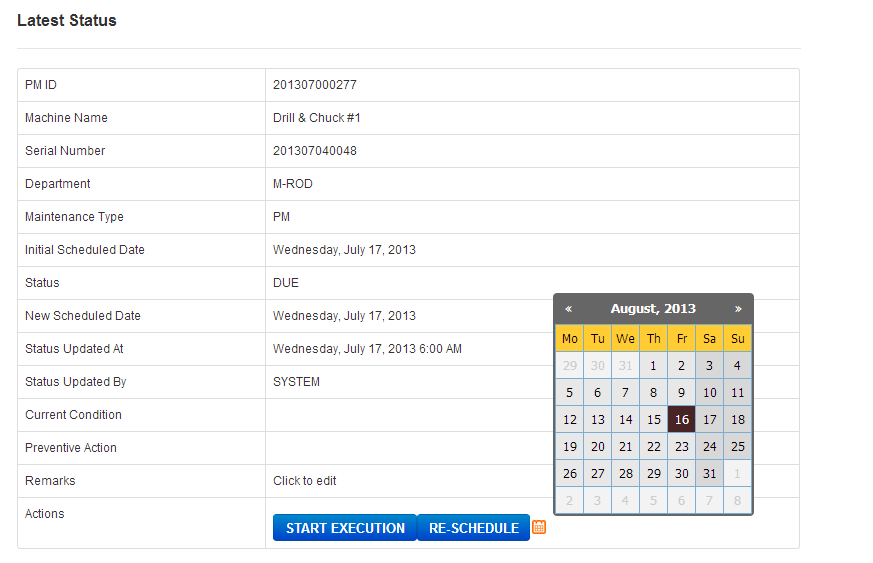 Latest Status
PM ID 201307000277
Machine Name Drill & Chuck #1
Serial Number 201307040048
Department M-ROD
Maintenance Type PM
Initial Scheduled Date Wednesday, July 17, 2013
Status DUE
New Scheduled Date Wednesday, July 17, 2013
Status Updated At Wednesday, July 17, 2013 6:00 AM
Status Updated By SYSTEM
Current Condition
Preventive Action
Remarks Click to edit
Actions
START EXECUTION RE-SCHEDULE
« August, 2013 »
Mo Tu We Th Fr Sa Su
29 30 31 1 2 3 4
5 6 7 8 9 10 11
12 13 14 15 16 17 18
19 20 21 22 23 24 25
26 27 28 29 30 31 1
2 3 4 5 6 7 8